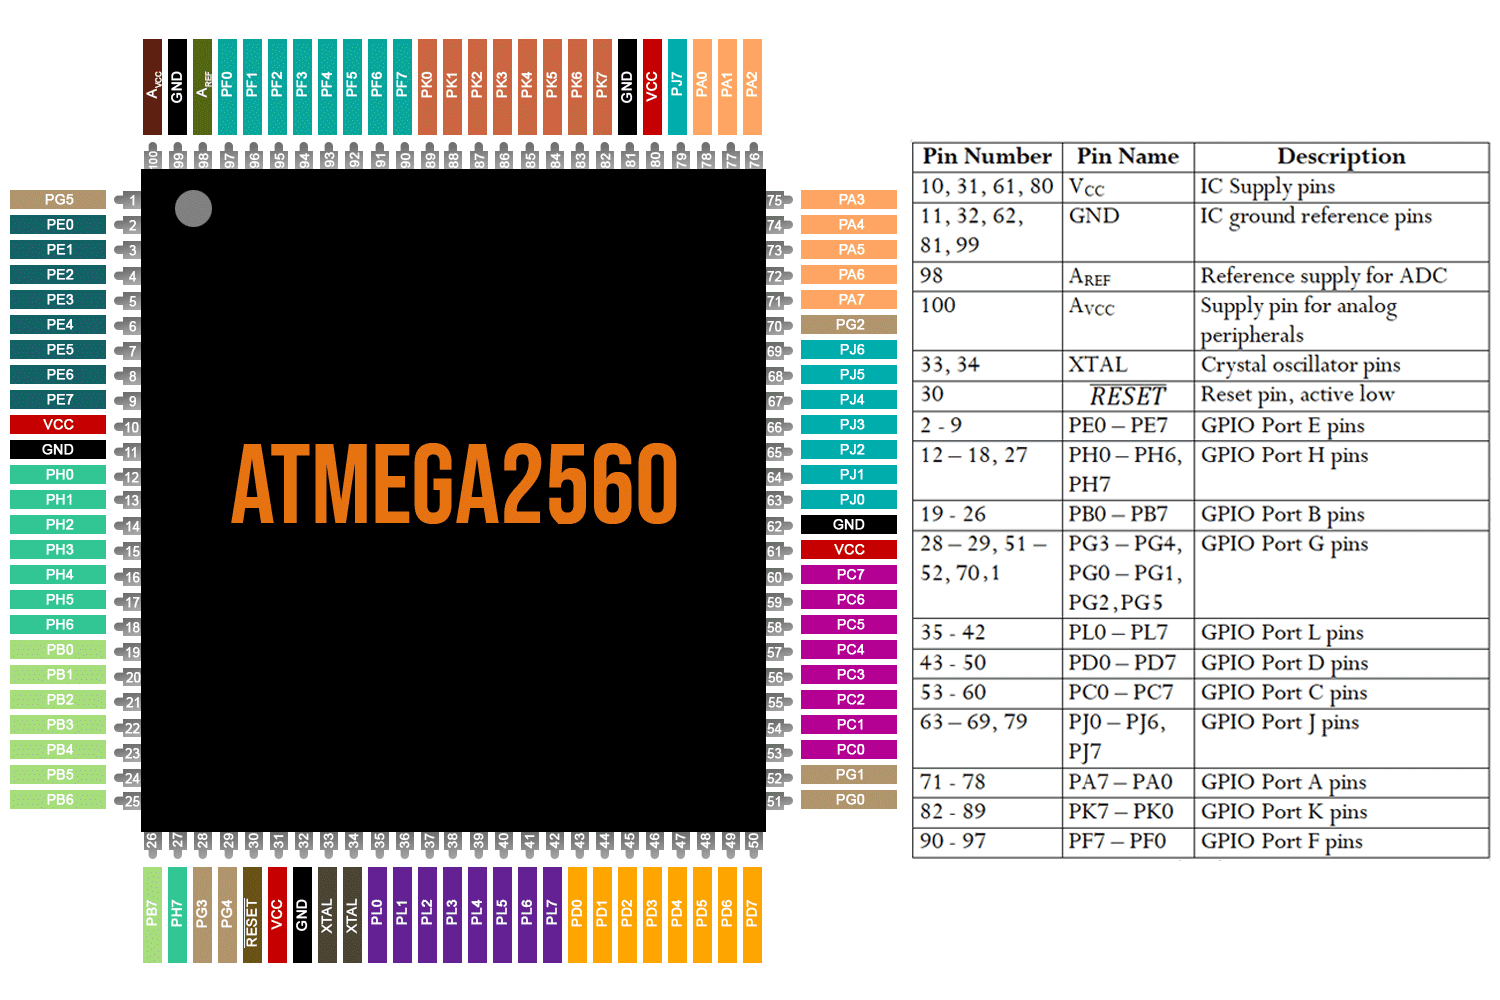 AVCC
GND
AREF
PF0
PF1
PF2
PF3
PF4
PF5
PF6
PF7
PK0
PK1
PK2
PK3
PK4
PK5
PK6
PK7
GND
VCC
PJ7
PA0
PA1
PA2
100
99
98
97
96
95
94
93
92
91
90
89
88
87
86
85
84
83
82
81
80
79
78
77
76
PG5 1
PE0 2
PE1 3
PE2 4
PE3 5
PE4 6
PE5 7
PE6 8
PE7 9
VCC 10
GND 11
PH0 12
PH1 13
PH2 14
PH3 15
PH4 16
PH5 17
PH6 18
PB0 19
PB1 20
PB2 21
PB3 22
PB4 23
PB5 24
PB6 25
ATMEGA2560
75 PA3
74 PA4
73 PA5
72 PA6
71 PA7
70 PG2
69 PJ6
68 PJ5
67 PJ4
66 PJ3
65 PJ2
64 PJ1
63 PJ0
62 GND
61 VCC
60 PC7
59 PC6
58 PC5
57 PC4
56 PC3
55 PC2
54 PC1
53 PC0
52 PG1
51 PG0
26
27
28
29
30
31
32
33
34
35
36
37
38
39
40
41
42
43
44
45
46
47
48
49
50
PB7
PH7
PG3
PG4
RESET
VCC
GND
XTAL
XTAL
PL0
PL1
PL2
PL3
PL4
PL5
PL6
PL7
PD0
PD1
PD2
PD3
PD4
PD5
PD6
PD7
Pin Number Pin Name Description
10, 31, 61, 80 VCC IC Supply pins
11, 32, 62, GND IC ground reference pins
81, 99
98 AREF Reference supply for ADC
100 AVCC Supply pin for analog
peripherals
33, 34 XTAL Crystal oscillator pins
30 RESET Reset pin, active low
2 - 9 PE0 – PE7 GPIO Port E pins
12 – 18, 27 PH0 – PH6, GPIO Port H pins
PH7
19 - 26 PB0 – PB7 GPIO Port B pins
28 – 29, 51 – PG3 – PG4, GPIO Port G pins
52, 70,1 PG0 – PG1,
PG2 ,PG5
35 - 42 PL0 – PL7 GPIO Port L pins
43 - 50 PD0 – PD7 GPIO Port D pins
53 - 60 PC0 – PC7 GPIO Port C pins
63 – 69, 79 PJ0 – PJ6, GPIO Port J pins
PJ7
71 - 78 PA7 – PA0 GPIO Port A pins
82 - 89 PK7 – PK0 GPIO Port K pins
90 - 97 PF7 – PF0 GPIO Port F pins